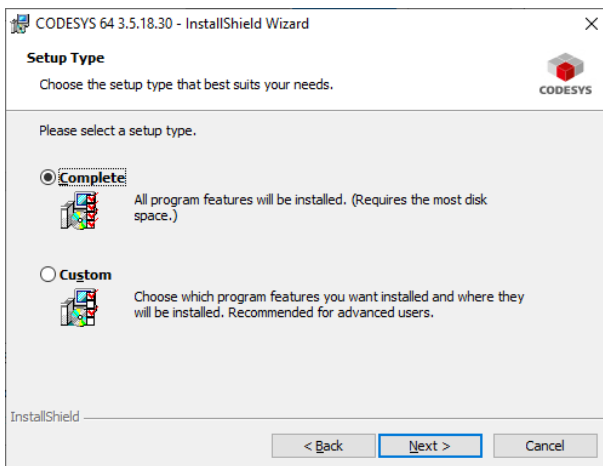 CODESYS 64 3.5.18.30 - InstallShield Wizard
Setup Type
Choose the setup type that best suits your needs.
CODESYS
Please select a setup type.
Complete
All program features will be installed. (Requires the most disk
space.)
Custom
Choose which program features you want installed and where they
will be installed. Recommended for advanced users.
InstallShield
< Back Next > Cancel